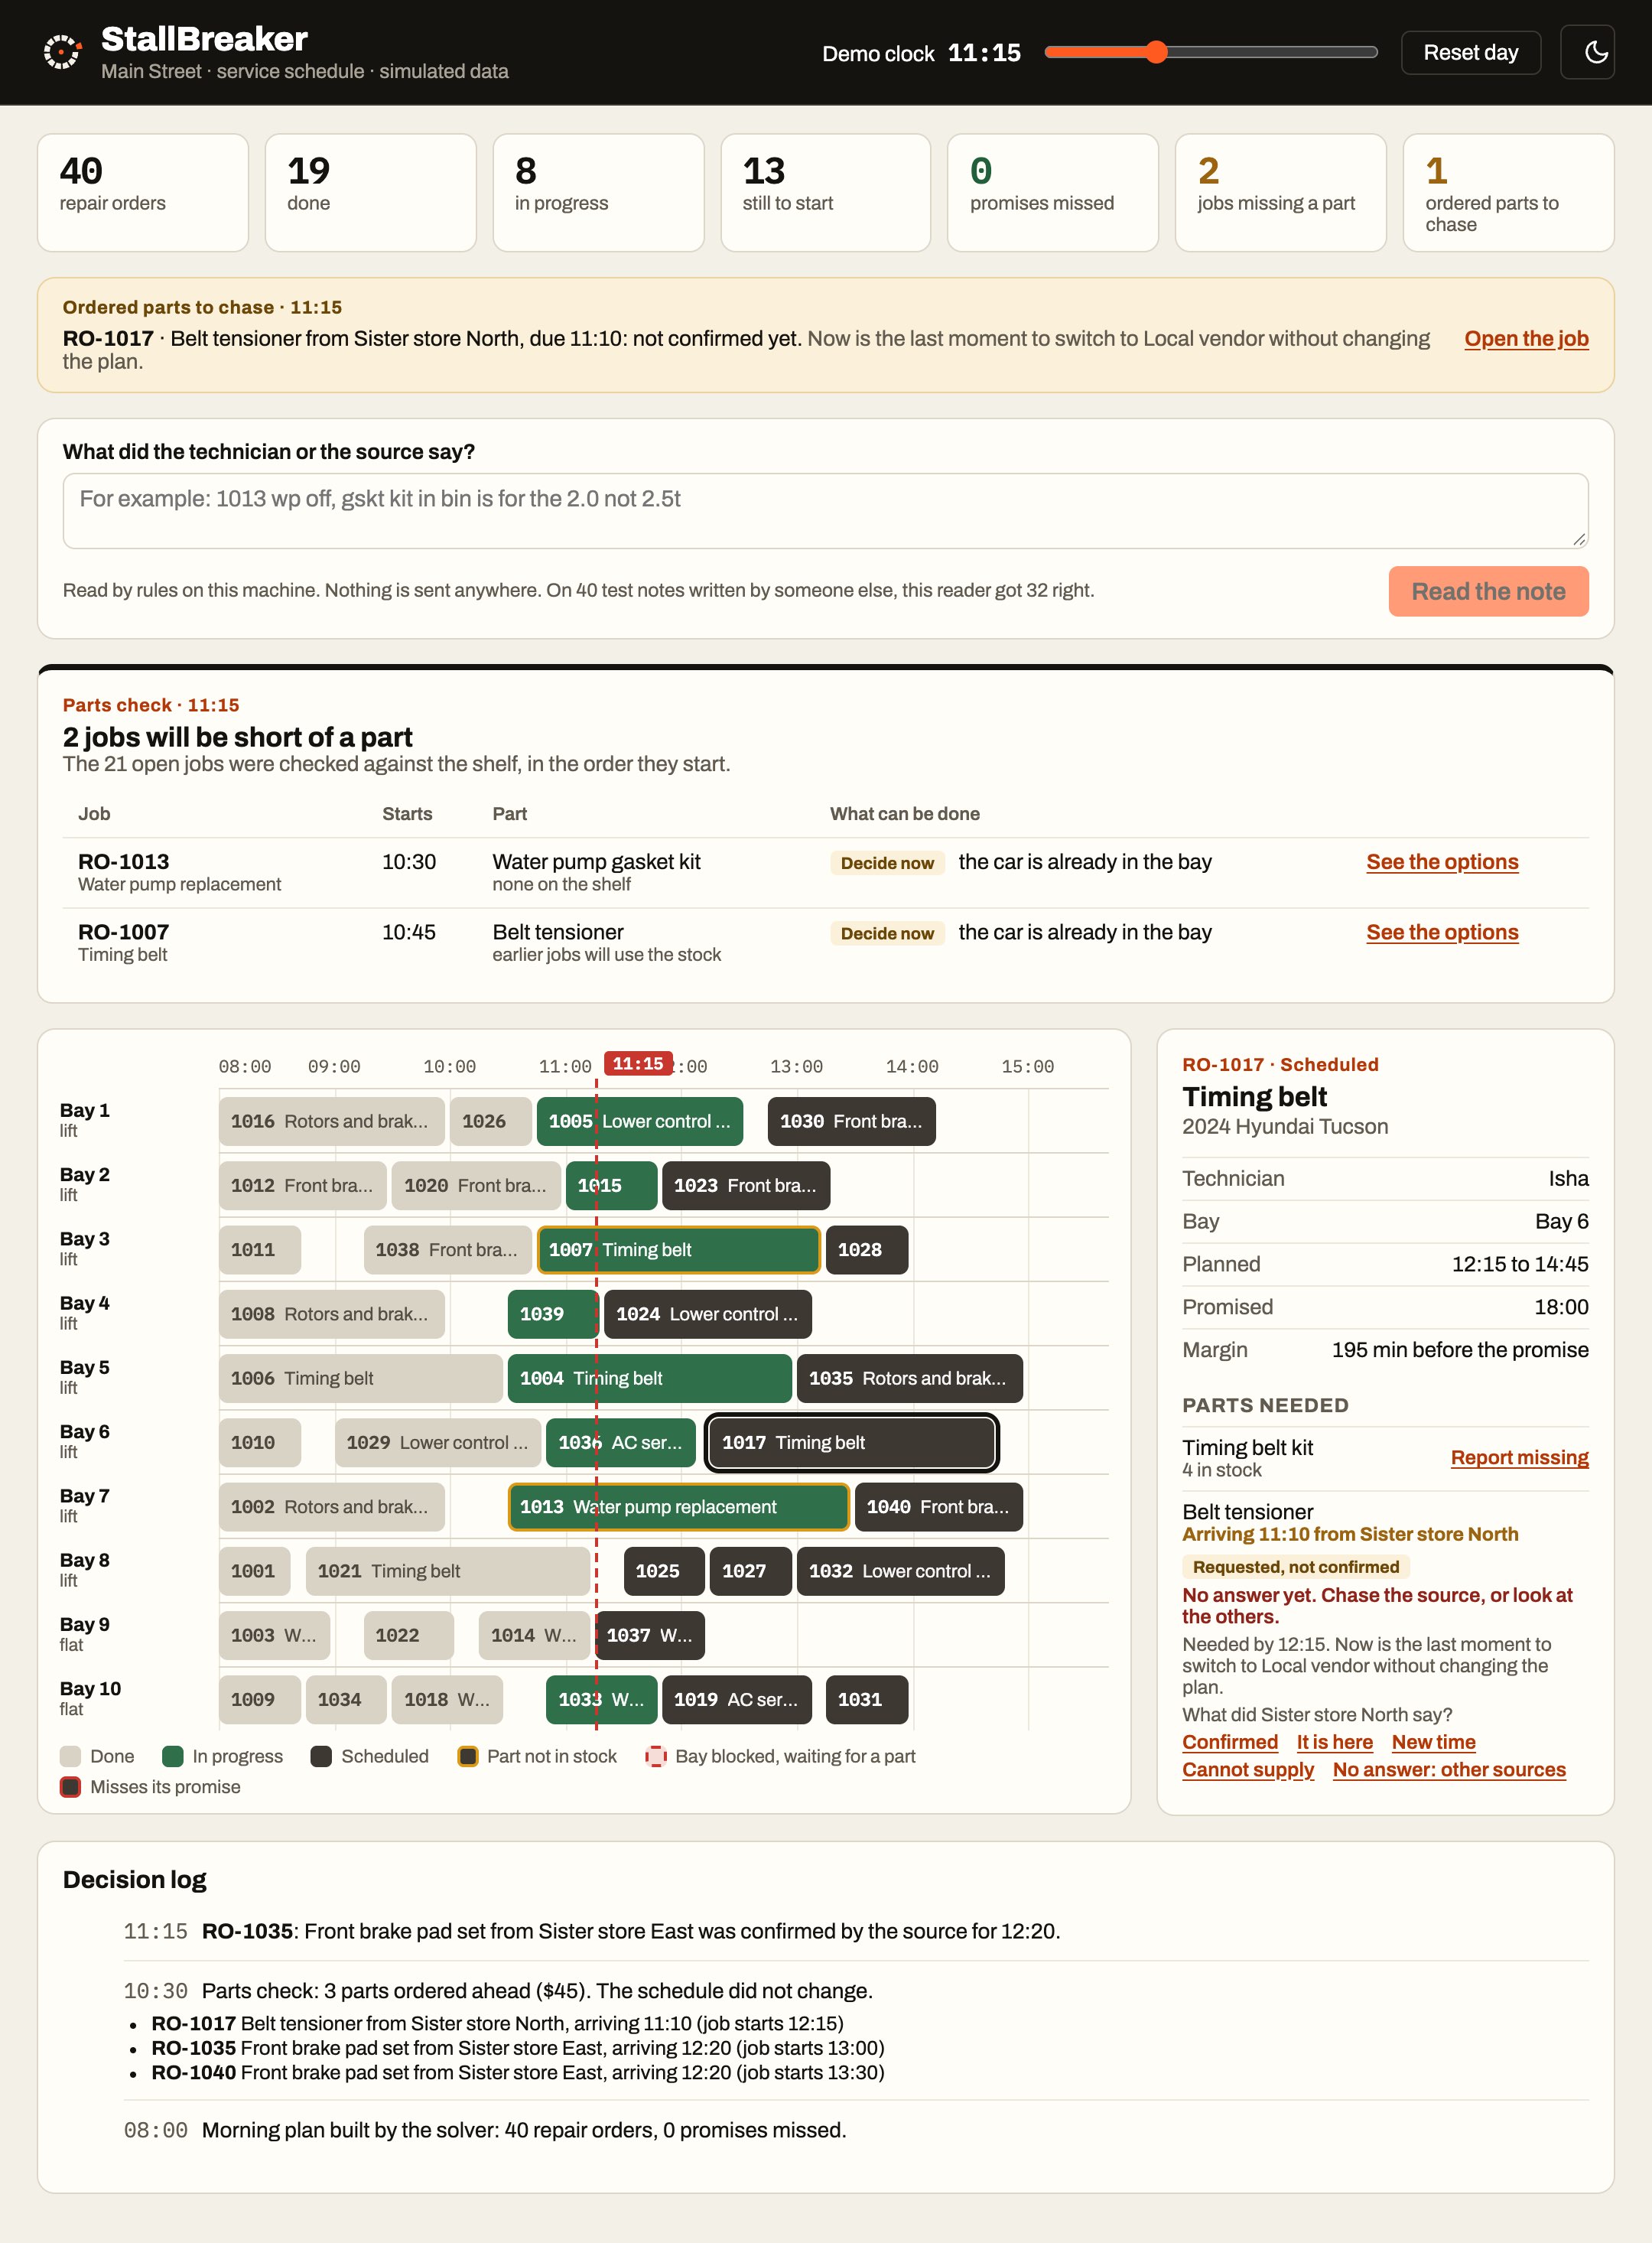 StallBreaker
Main Street · service schedule · simulated data
Demo clock 11:15
Reset day
40
repair orders
19
done
8
in progress
13
still to start
0
promises missed
2
jobs missing a part
1
ordered parts to
chase
Ordered parts to chase · 11:15
RO-1017 · Belt tensioner from Sister store North, due 11:10: not confirmed yet. Now is the last moment to switch to Local vendor without changing
the plan.
Open the job
What did the technician or the source say?
For example: 1013 wp off, gskt kit in bin is for the 2.0 not 2.5t
Read by rules on this machine. Nothing is sent anywhere. On 40 test notes written by someone else, this reader got 32 right.
Read the note
Parts check · 11:15
2 jobs will be short of a part
The 21 open jobs were checked against the shelf, in the order they start.
Job Starts Part What can be done
RO-1013 10:30 Water pump gasket kit Decide now the car is already in the bay See the options
Water pump replacement none on the shelf
RO-1007 10:45 Belt tensioner Decide now the car is already in the bay See the options
Timing belt earlier jobs will use the stock
08:00 09:00 10:00 11:00 11:15 :00 13:00 14:00 15:00
Bay 1
lift
1016 Rotors and brak... 1026 1005 Lower control ... 1030 Front bra...
Bay 2
lift
1012 Front bra... 1020 Front bra... 1015 1023 Front bra...
Bay 3
lift
1011 1038 Front bra... 1007 Timing belt 1028
Bay 4
lift
1008 Rotors and brak... 1039 1024 Lower control ...
Bay 5
lift
1006 Timing belt 1004 Timing belt 1035 Rotors and brak...
Bay 6
lift
1010 1029 Lower control ... 1036 AC ser... 1017 Timing belt
Bay 7
lift
1002 Rotors and brak... 1013 Water pump replacement 1040 Front bra...
Bay 8
lift
1001 1021 Timing belt 1025 1027 1032 Lower control ...
Bay 9
flat
1003 W... 1022 1014 W... 1037 W...
Bay 10
flat
1009 1034 1018 W... 1033 W... 1019 AC ser... 1031
Done In progress Scheduled Part not in stock Bay blocked, waiting for a part
Misses its promise
RO-1017 · Scheduled
Timing belt
2024 Hyundai Tucson
Technician Isha
Bay Bay 6
Planned 12:15 to 14:45
Promised 18:00
Margin 195 min before the promise
PARTS NEEDED
Timing belt kit
4 in stock
Report missing
Belt tensioner
Arriving 11:10 from Sister store North
Requested, not confirmed
No answer yet. Chase the source, or look at
the others.
Needed by 12:15. Now is the last moment to
switch to Local vendor without changing the
plan.
What did Sister store North say?
Confirmed It is here New time
Cannot supply No answer: other sources
Decision log
11:15 RO-1035: Front brake pad set from Sister store East was confirmed by the source for 12:20.
10:30 Parts check: 3 parts ordered ahead ($45). The schedule did not change.
• RO-1017 Belt tensioner from Sister store North, arriving 11:10 (job starts 12:15)
• RO-1035 Front brake pad set from Sister store East, arriving 12:20 (job starts 13:00)
• RO-1040 Front brake pad set from Sister store East, arriving 12:20 (job starts 13:30)
08:00 Morning plan built by the solver: 40 repair orders, 0 promises missed.